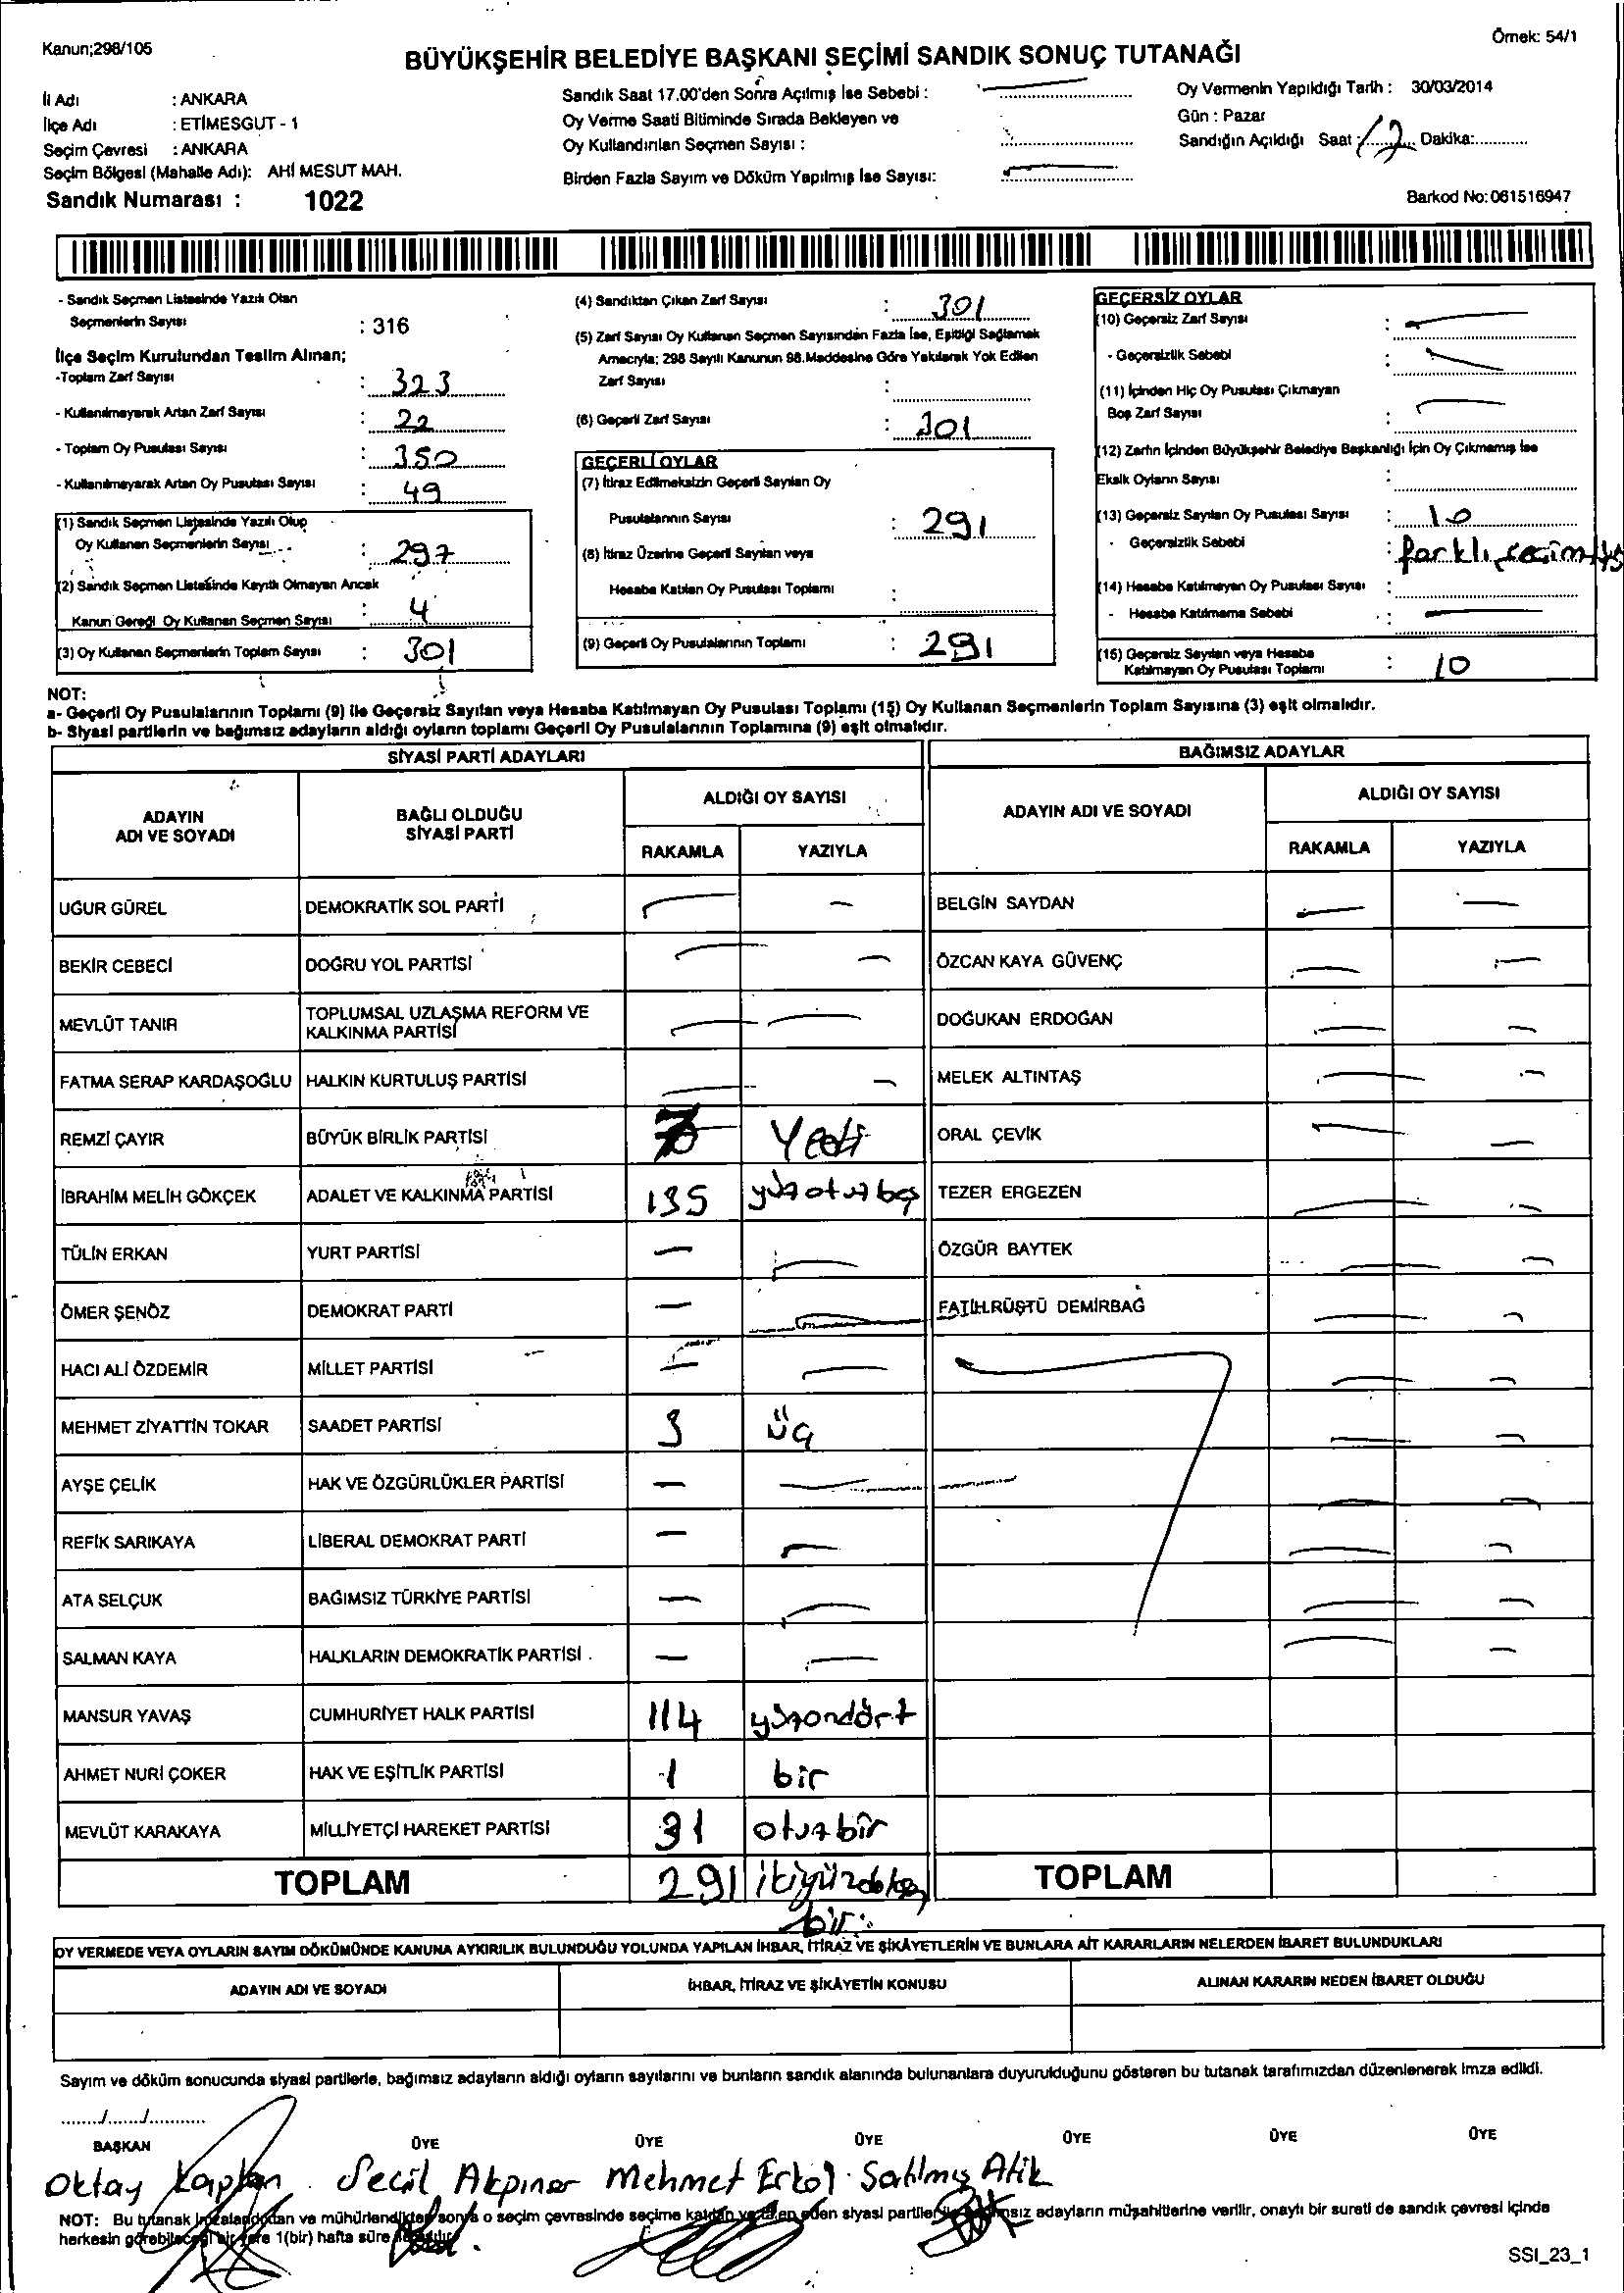 Kanun;298/105
Örnek: 54/1
BÜYÜKŞEHİR BELEDİYE BAŞKANI SEÇİMİ SANDIK SONUÇ TUTANAĞI
İl Adı : ANKARA
İlçe Adı : ETİMESGUT - 1
Seçim Çevresi : ANKARA
Seçim Bölgesi (Mahalle Adı): AHİ MESUT MAH.
Sandık Numarası : 1022
Sandık Saat 17.00'den Sonra Açılmış İse Sebebi :
Oy Verme Saati Bitiminde Sırada Bekleyen ve
Oy Kullandırılan Seçmen Sayısı :
Birden Fazla Sayım ve Döküm Yapılmış İse Sayısı:
Oy Vermenin Yapıldığı Tarih : 30/03/2014
Gün : Pazar
Sandığın Açıldığı Saat : 17 Dakika:
Barkod No: 061516947
- Sandık Seçmen Listesinde Yazılı Olan
Seçmenlerin Sayısı : 316
İlçe Seçim Kurulundan Teslim Alınan;
-Toplam Zarf Sayısı : 323
- Kullanılmayarak Artan Zarf Sayısı : 22
- Toplam Oy Pusulası Sayısı : 350
- Kullanılmayarak Artan Oy Pusulası Sayısı : 49
(1) Sandık Seçmen Listesinde Yazılı Olup
Oy Kullanan Seçmenlerin Sayısı : 297
(2) Sandık Seçmen Listesinde Kayıtlı Olmayan Ancak
Kanun Gereği Oy Kullanan Seçmen Sayısı : 4
(3) Oy Kullanan Seçmenlerin Toplam Sayısı : 301
(4) Sandıktan Çıkan Zarf Sayısı : 301
(5) Zarf Sayısı Oy Kullanan Seçmen Sayısından Fazla İse, Eşitliği Sağlamak
Amacıyla; 298 Sayılı Kanunun 98.Maddesine Göre Yakılarak Yok Edilen
Zarf Sayısı :
(6) Geçerli Zarf Sayısı : 301
GEÇERLİ OYLAR
(7) İtiraz Edilmeksizin Geçerli Sayılan Oy
Pusulalarının Sayısı : 291
(8) İtiraz Üzerine Geçerli Sayılan veya
Hesaba Katılan Oy Pusulası Toplamı :
(9) Geçerli Oy Pusulalarının Toplamı : 291
GEÇERSİZ OYLAR
(10) Geçersiz Zarf Sayısı :
- Geçersizlik Sebebi :
(11) İçinden Hiç Oy Pusulası Çıkmayan
Boş Zarf Sayısı :
(12) Zarfın İçinden Büyükşehir Belediye Başkanlığı İçin Oy Çıkmamış İse
Eksik Oyların Sayısı :
(13) Geçersiz Sayılan Oy Pusulası Sayısı : 10
- Geçersizlik Sebebi : farklı seçim
(14) Hesaba Katılmayan Oy Pusulası Sayısı :
- Hesaba Katılmama Sebebi :
(15) Geçersiz Sayılan veya Hesaba
Katılmayan Oy Pusulası Toplamı : 10
NOT:
a- Geçerli Oy Pusulalarının Toplamı (9) ile Geçersiz Sayılan veya Hesaba Katılmayan Oy Pusulası Toplamı (15) Oy Kullanan Seçmenlerin Toplam Sayısına (3) eşit olmalıdır.
b- Siyasi partilerin ve bağımsız adayların aldığı oyların toplamı Geçerli Oy Pusulalarının Toplamına (9) eşit olmalıdır.
SİYASİ PARTİ ADAYLARI
ADAYIN
ADI VE SOYADI
BAĞLI OLDUĞU
SİYASİ PARTİ
ALDIĞI OY SAYISI
RAKAMLA YAZIYLA
UĞUR GÜREL DEMOKRATİK SOL PARTİ
BEKİR CEBECİ DOĞRU YOL PARTİSİ
MEVLÜT TANIR TOPLUMSAL UZLAŞMA REFORM VE
KALKINMA PARTİSİ
FATMA SERAP KARDAŞOĞLU HALKIN KURTULUŞ PARTİSİ
REMZİ ÇAYIR BÜYÜK BİRLİK PARTİSİ 7 Yedi
İBRAHİM MELİH GÖKÇEK ADALET VE KALKINMA PARTİSİ 135 yüzotuzbeş
TÜLİN ERKAN YURT PARTİSİ
ÖMER ŞENÖZ DEMOKRAT PARTİ
HACI ALİ ÖZDEMİR MİLLET PARTİSİ
MEHMET ZİYATTİN TOKAR SAADET PARTİSİ 3 üç
AYŞE ÇELİK HAK VE ÖZGÜRLÜKLER PARTİSİ
REFİK SARIKAYA LİBERAL DEMOKRAT PARTİ
ATA SELÇUK BAĞIMSIZ TÜRKİYE PARTİSİ
SALMAN KAYA HALKLARIN DEMOKRATİK PARTİSİ
MANSUR YAVAŞ CUMHURİYET HALK PARTİSİ 114 yüzondört
AHMET NURİ ÇOKER HAK VE EŞİTLİK PARTİSİ 1 bir
MEVLÜT KARAKAYA MİLLİYETÇİ HAREKET PARTİSİ 31 otuzbir
TOPLAM 291 ikiyüzdoksan
bir
BAĞIMSIZ ADAYLAR
ADAYIN ADI VE SOYADI
ALDIĞI OY SAYISI
RAKAMLA YAZIYLA
BELGİN SAYDAN
ÖZCAN KAYA GÜVENÇ
DOĞUKAN ERDOĞAN
MELEK ALTINTAŞ
ORAL ÇEVİK
TEZER ERGEZEN
ÖZGÜR BAYTEK
FATİH RÜŞTÜ DEMİRBAĞ
TOPLAM
OY VERMEDE VEYA OYLARIN SAYIM DÖKÜMÜNDE KANUNA AYKIRILIK BULUNDUĞU YOLUNDA YAPILAN İHBAR, İTİRAZ VE ŞİKÂYETLERİN VE BUNLARA AİT KARARLARIN NELERDEN İBARET BULUNDUKLARI
ADAYIN ADI VE SOYADI
İHBAR, İTİRAZ VE ŞİKÂYETİN KONUSU
ALINAN KARARIN NEDEN İBARET OLDUĞU
Sayım ve döküm sonucunda siyasi partilerle, bağımsız adayların aldığı oyların sayılarını ve bunların sandık alanında bulunanlara duyurulduğunu gösteren bu tutanak tarafımızdan düzenlenerek imza edildi.
......../......../............
BAŞKAN ÜYE ÜYE ÜYE ÜYE ÜYE ÜYE
Oktay Kaplan Seçil Akpınar Mehmet Erkol Satılmış Atik
NOT: Bu tutanak imzalandıktan ve mühürlendikten sonra o seçim çevresinde seçime katılan ve talep eden siyasi partiler ile bağımsız adayların müşahitlerine verilir, onaylı bir sureti de sandık çevresi içinde
herkesin görebileceği bir yere 1(bir) hafta süre
SSI_23_1